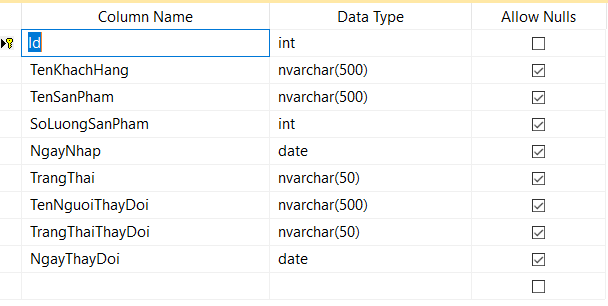 Column Name Data Type Allow Nulls
Id int
TenKhachHang nvarchar(500)
TenSanPham nvarchar(500)
SoLuongSanPham int
NgayNhap date
TrangThai nvarchar(50)
TenNguoiThayDoi nvarchar(500)
TrangThaiThayDoi nvarchar(50)
NgayThayDoi date